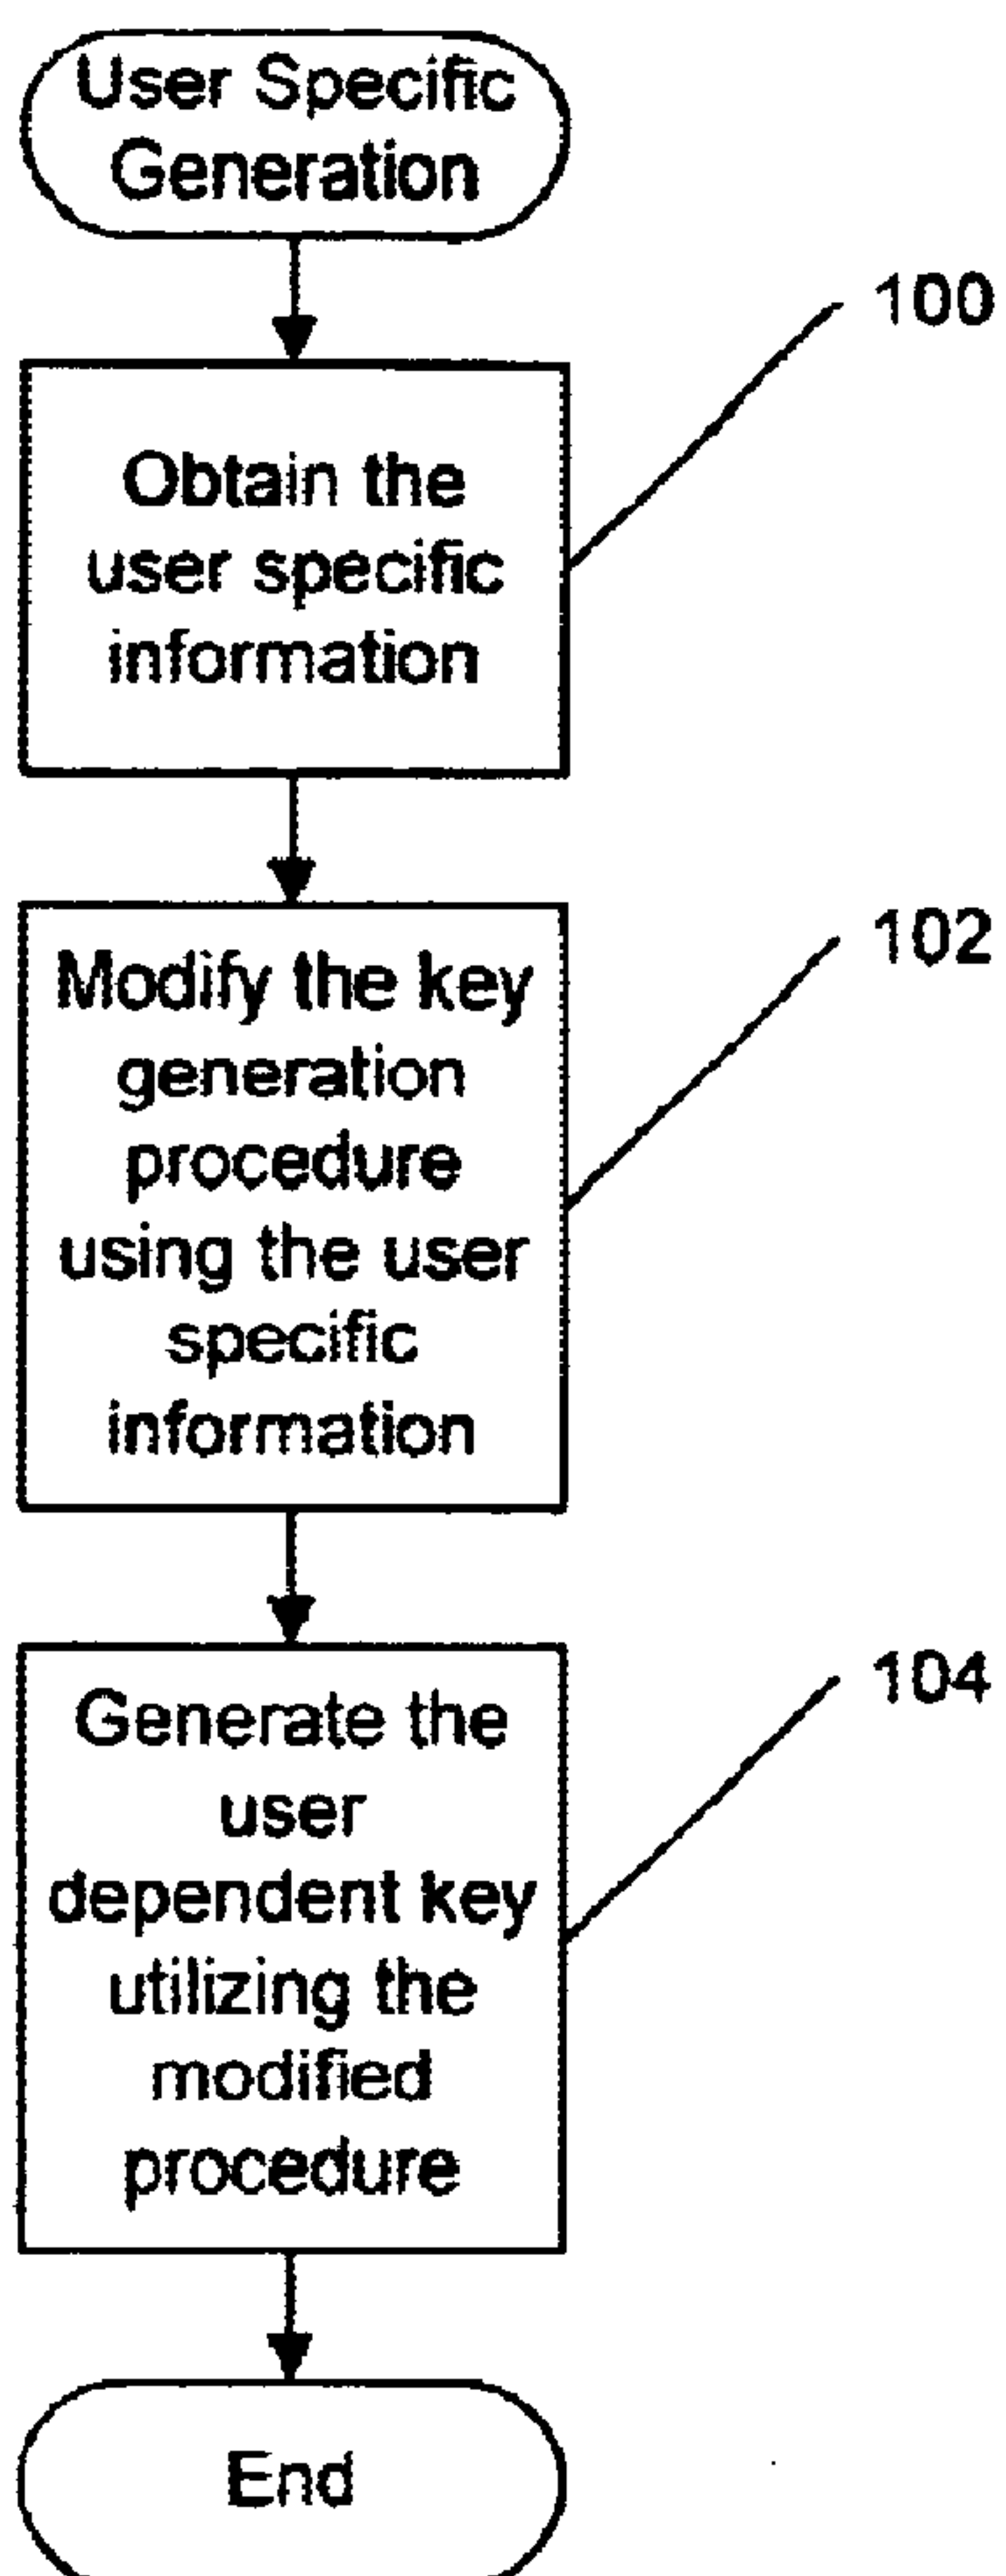 User Specific
Generation
100
Obtain the
user specific
information
102
Modify the key
generation
procedure
using the user
specific
information
104
Generate the
user
dependent key
utilizing the
modified
procedure
End